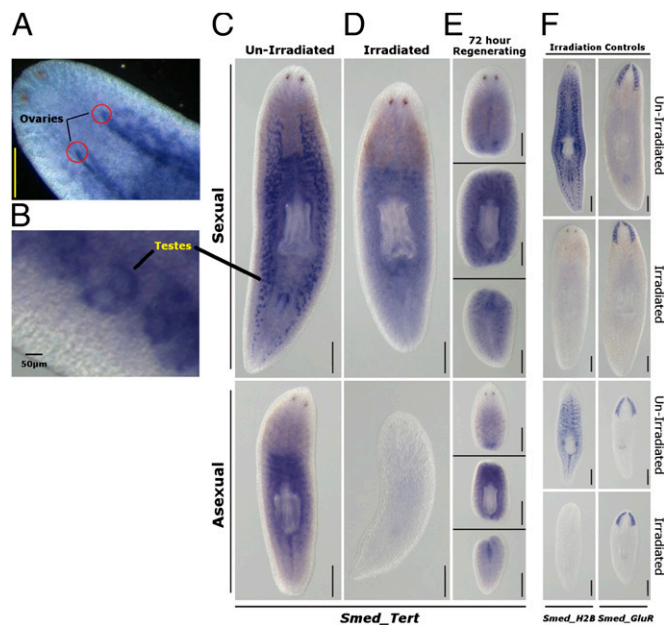 A
Ovaries
B
Testes
50µm
C
D
E
F
Un-Irradiated
Irradiated
72 hour
Regenerating
Irradiation Controls
Sexual
Asexual
Un-Irradiated
Irradiated
Un-Irradiated
Irradiated
Smed_Tert
Smed_H2B
Smed_GluR